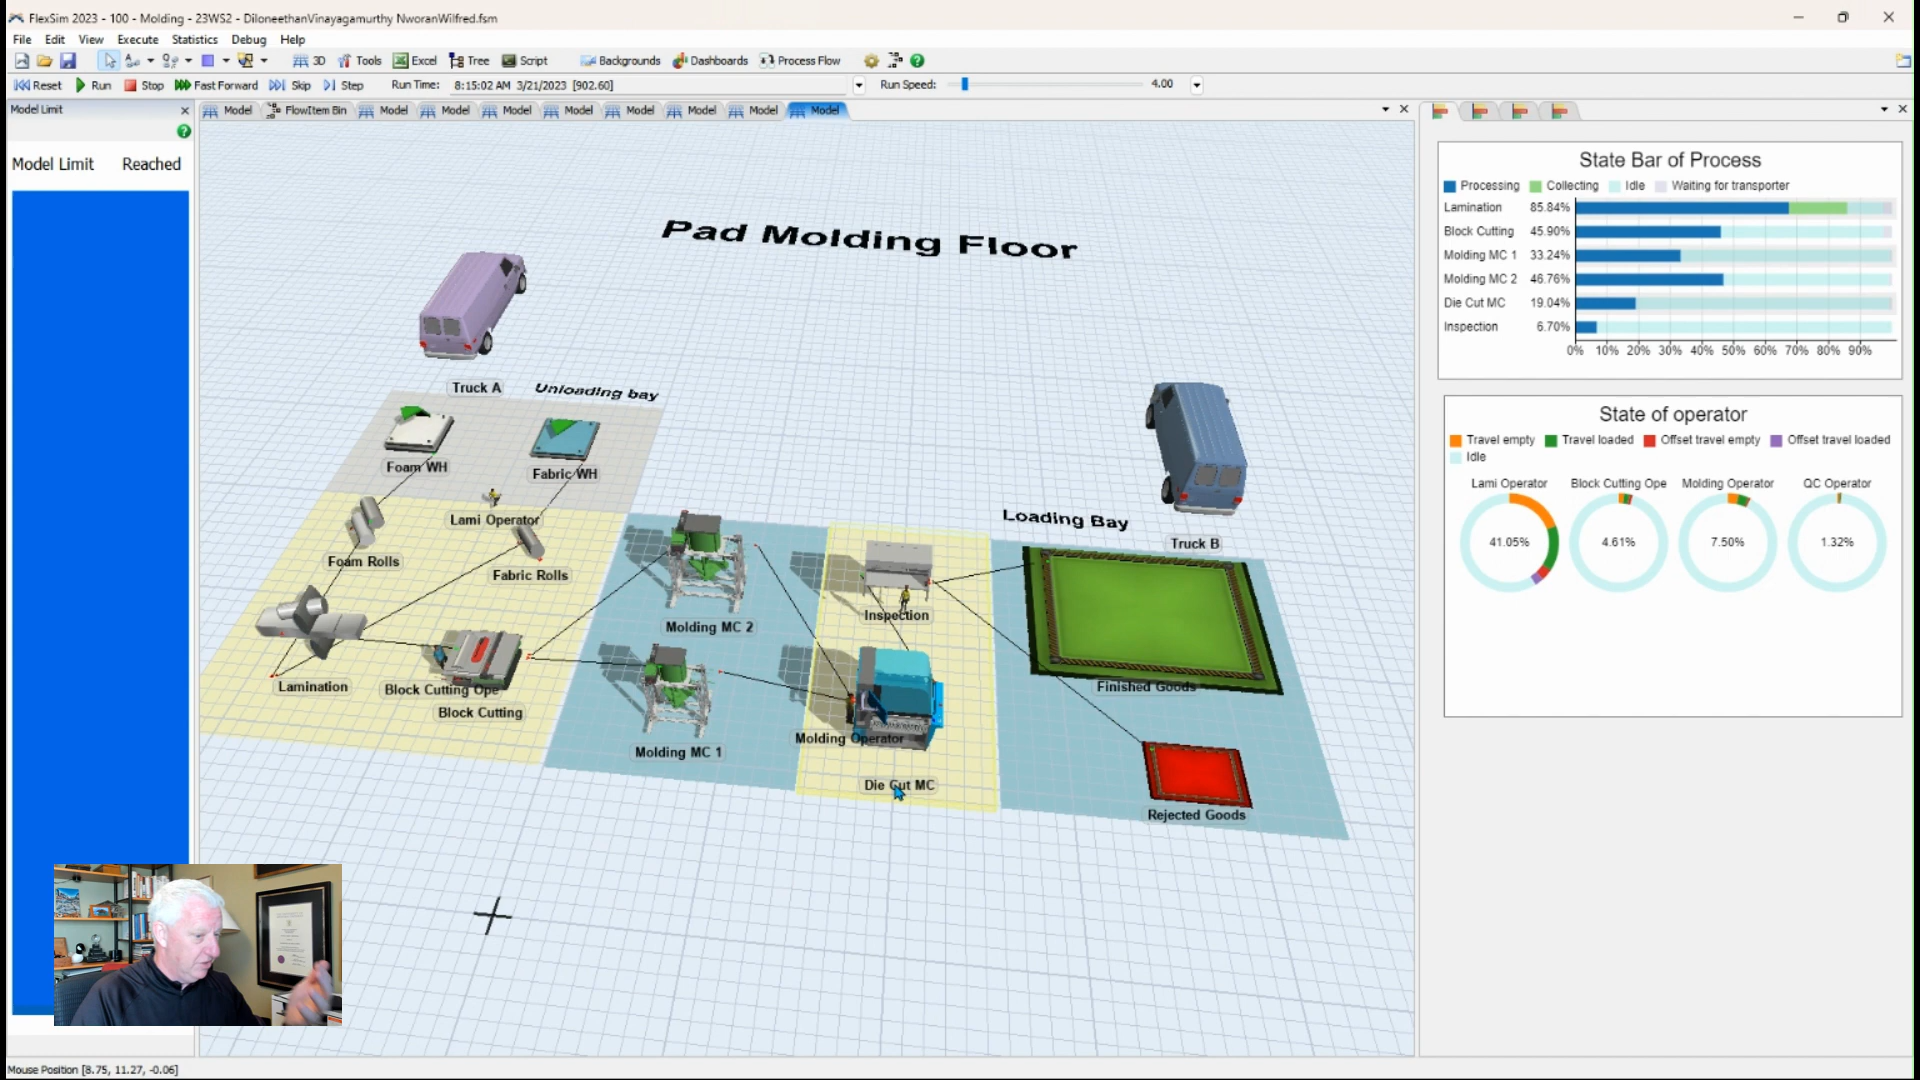 FlexSim 2023 - 100 - Molding - 23WS2 - DiloneethanVinayagamurthy NworanWilfred.fsm
File Edit View Execute Statistics Debug Help
3D Tools Excel Tree Script Backgrounds Dashboards Process Flow
Reset Run Stop Fast Forward Skip Step Run Time: 8:15:02 AM 3/21/2023 [902.60] Run Speed: 4.00
Model Limit
Model FlowItem Bin Model Model Model Model Model Model Model Model
Model Limit Reached
Pad Molding Floor
Truck A
Unloading bay
Foam WH
Fabric WH
Lami Operator
Foam Rolls
Fabric Rolls
Loading Bay
Truck B
Inspection
Molding MC 2
Lamination
Block Cutting Ope
Block Cutting
Finished Goods
Molding Operator
Molding MC 1
Die Cut MC
Rejected Goods
State Bar of Process
Processing Collecting Idle Waiting for transporter
Lamination 85.84%
Block Cutting 45.90%
Molding MC 1 33.24%
Molding MC 2 46.76%
Die Cut MC 19.04%
Inspection 6.70%
0% 10% 20% 30% 40% 50% 60% 70% 80% 90%
State of operator
Travel empty Travel loaded Offset travel empty Offset travel loaded
Idle
Lami Operator Block Cutting Ope Molding Operator QC Operator
41.05% 4.61% 7.50% 1.32%
Mouse Position [8.75, 11.27, -0.06]